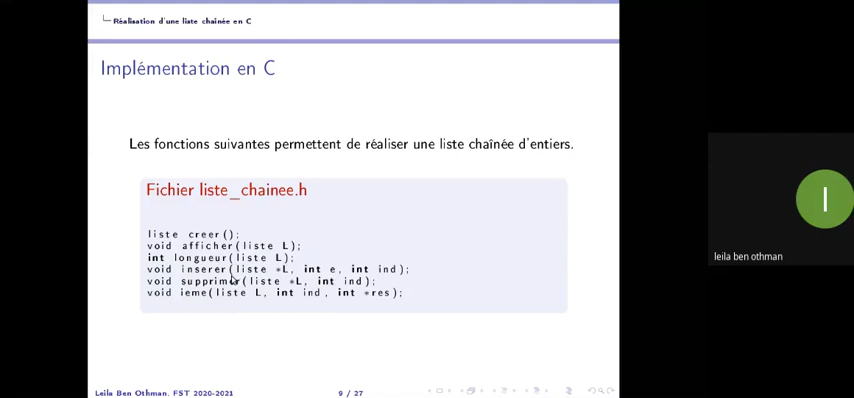 Réalisation d'une liste chainée en C
Implémentation en C
Les fonctions suivantes permettent de réaliser une liste chaînée d'entiers.
Fichier liste_chainee.h
liste creer();
void afficher(liste L);
int longueur(liste L);
void inserer(liste *L, int e, int ind);
void supprimer(liste *L, int ind);
void ieme(liste L, int ind, int *res);
I
leila ben othman
Leila Ben Othman. FST 2020-2021
9 / 27